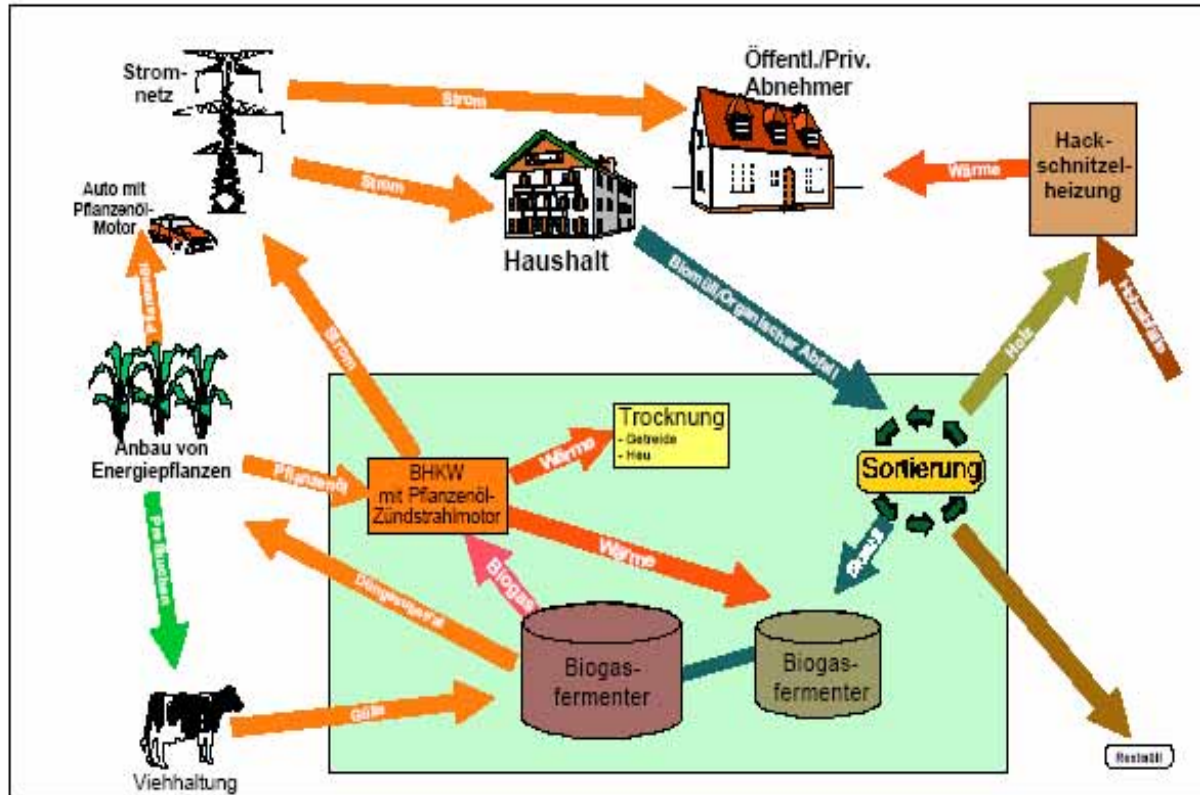 Strom-
netz
Öffentl./Priv.
Abnehmer
Strom
Hack-
schnitzel-
heizung
Wärme
Strom
Auto mit
Pflanzenöl-
Motor
Haushalt
Pflanzenöl
Biomüll/Organischer Abfall
Holz
Holzabfälle
Strom
Anbau von
Energiepflanzen
Trocknung
- Getreide
- Heu
Wärme
Pflanzenöl
BHKW
mit Pflanzenöl-
Zündstrahlmotor
Sortierung
Preßkuchen
Wärme
Biogas
Biogas-
fermenter
Biogas-
fermenter
Gülle
Viehhaltung
Restmüll